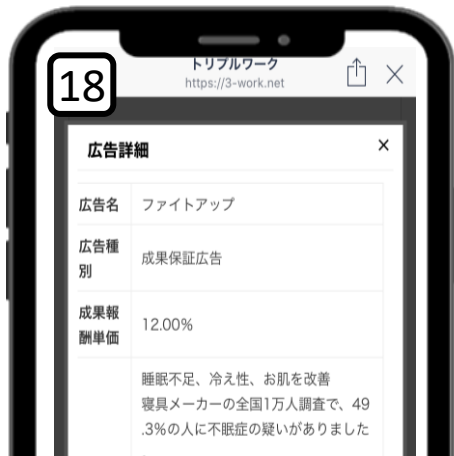 18
トリプルワーク
https://3-work.net
広告詳細
×
広告名 ファイトアップ
広告種
別
成果保証広告
成果報
酬単価
12.00%
睡眠不足、冷え性、お肌を改善
寝具メーカーの全国1万人調査で、49
.3%の人に不眠症の疑いがありました